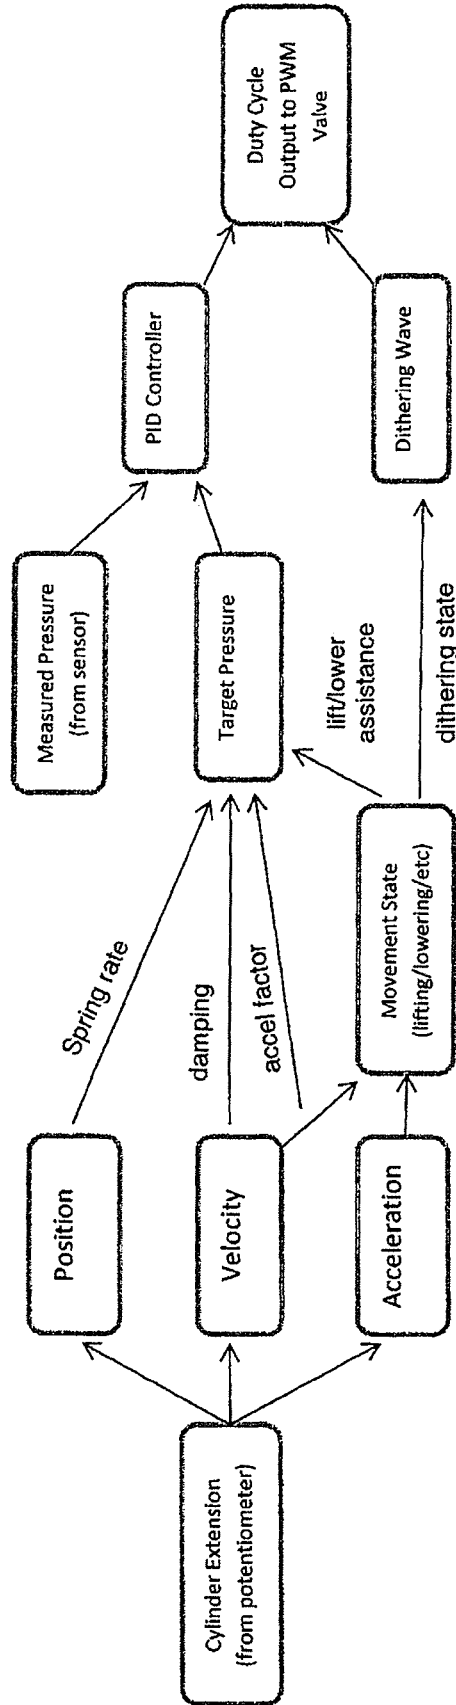 Cylinder Extension
(from potentiometer)
Position
Velocity
Acceleration
Spring rate
damping
accel factor
Movement State
(lifting/lowering/etc)
lift/lower
assistance
dithering state
Measured Pressure
(from sensor)
Target Pressure
PID Controller
Dithering Wave
Duty Cycle
Output to PWM
Valve